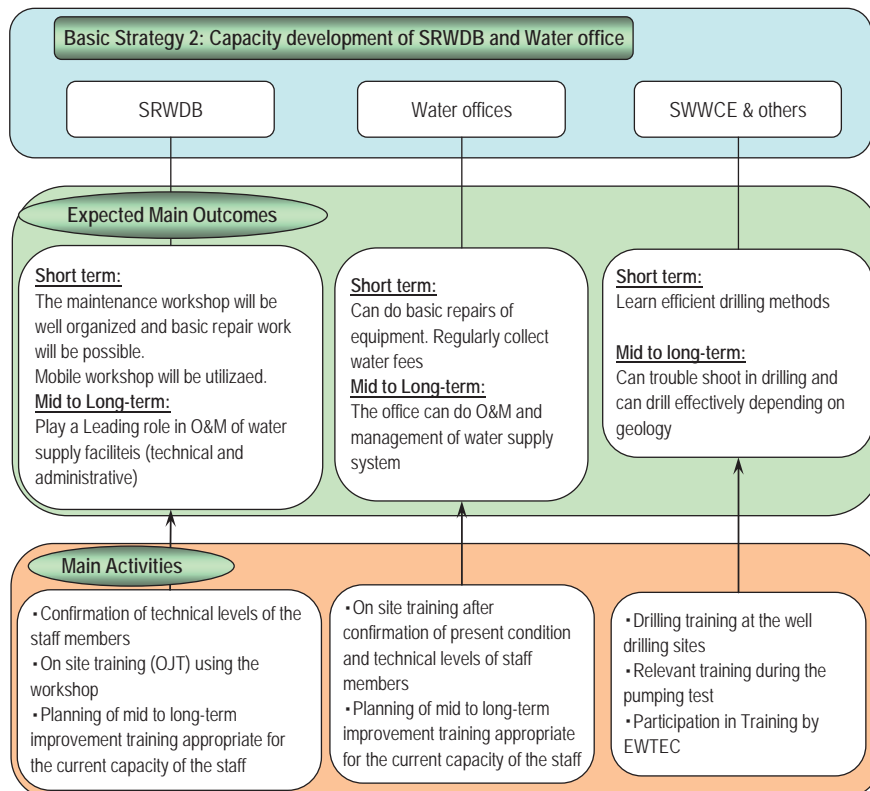 Basic Strategy 2: Capacity development of SRWDB and Water office
SRWDB
Water offices
SWWCE & others
Expected Main Outcomes
Short term:
The maintenance workshop will be
well organized and basic repair work
will be possible.
Mobile workshop will be utilizaed.
Mid to Long-term:
Play a Leading role in O&M of water
supply faciliteis (technical and
administrative)
Short term:
Can do basic repairs of
equipment. Regularly collect
water fees
Mid to Long-term:
The office can do O&M and
management of water supply
system
Short term:
Learn efficient drilling methods
Mid to long-term:
Can trouble shoot in drilling and
can drill effectively depending on
geology
Main Activities
・Confirmation of technical levels of the
staff members
・On site training (OJT) using the
workshop
・Planning of mid to long-term
improvement training appropriate for
the current capacity of the staff
・On site training after
confirmation of present condition
and technical levels of staff
members
・Planning of mid to long-term
improvement training appropriate
for the current capacity of the staff
・Drilling training at the well
drilling sites
・Relevant training during the
pumping test
・Participation in Training by
EWTEC